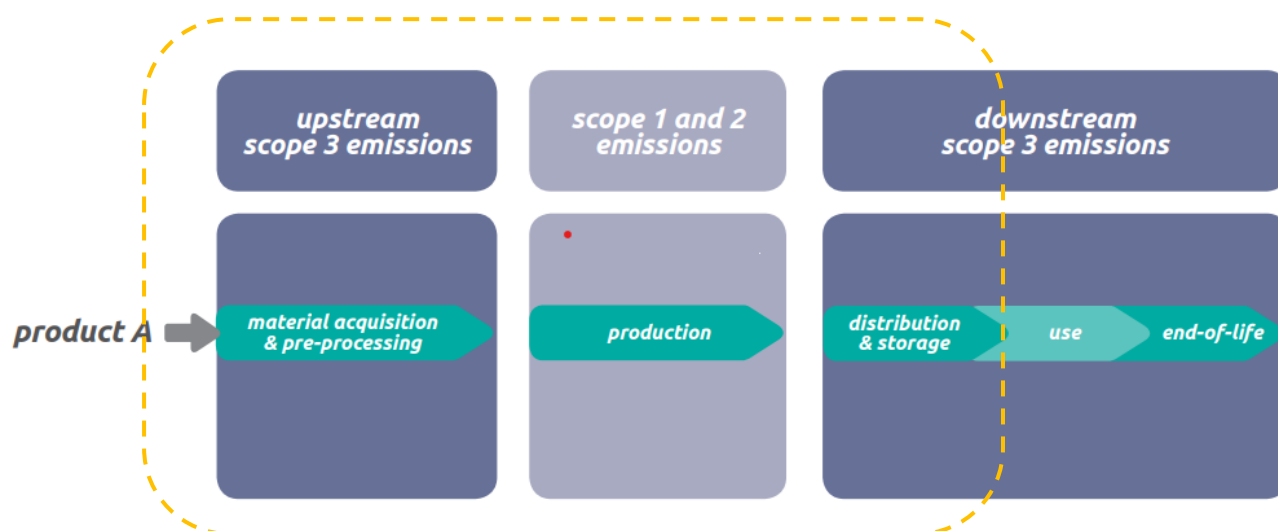 upstream
scope 3 emissions
scope 1 and 2
emissions
downstream
scope 3 emissions
product A
material acquisition
& pre-processing
production
distribution
& storage
use
end-of-life